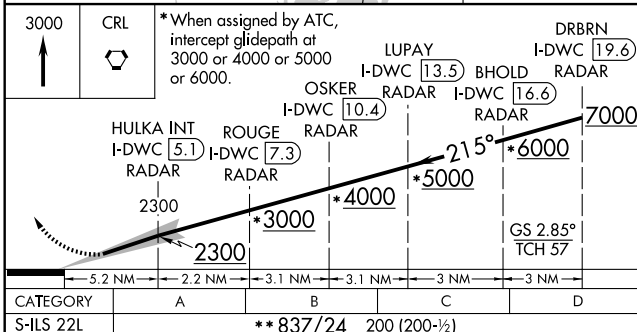 3000
CRL
* When assigned by ATC,
intercept glidepath at
3000 or 4000 or 5000
or 6000.
DRBRN
I-DWC 19.6
RADAR
LUPAY
I-DWC 13.5
RADAR
BHOLD
I-DWC 16.6
RADAR
OSKER
I-DWC 10.4
RADAR
HULKA INT
I-DWC 5.1
RADAR
ROUGE
I-DWC 7.3
RADAR
7000
215°
*6000
*5000
*4000
*3000
2300
2300
GS 2.85°
TCH 57
5.2 NM 2.2 NM 3.1 NM 3.1 NM 3 NM 3 NM
CATEGORY A B C D
S-ILS 22L ** 837/24 200 (200-½)